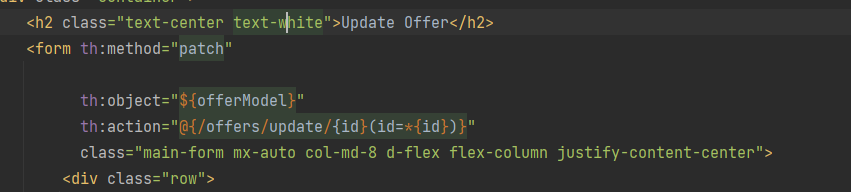 <h2 class="text-center text-white">Update Offer</h2>
<form th:method="patch"
th:object="${offerModel}"
th:action="@{/offers/update/{id}(id=*{id})}"
class="main-form mx-auto col-md-8 d-flex flex-column justify-content-center">
<div class="row">